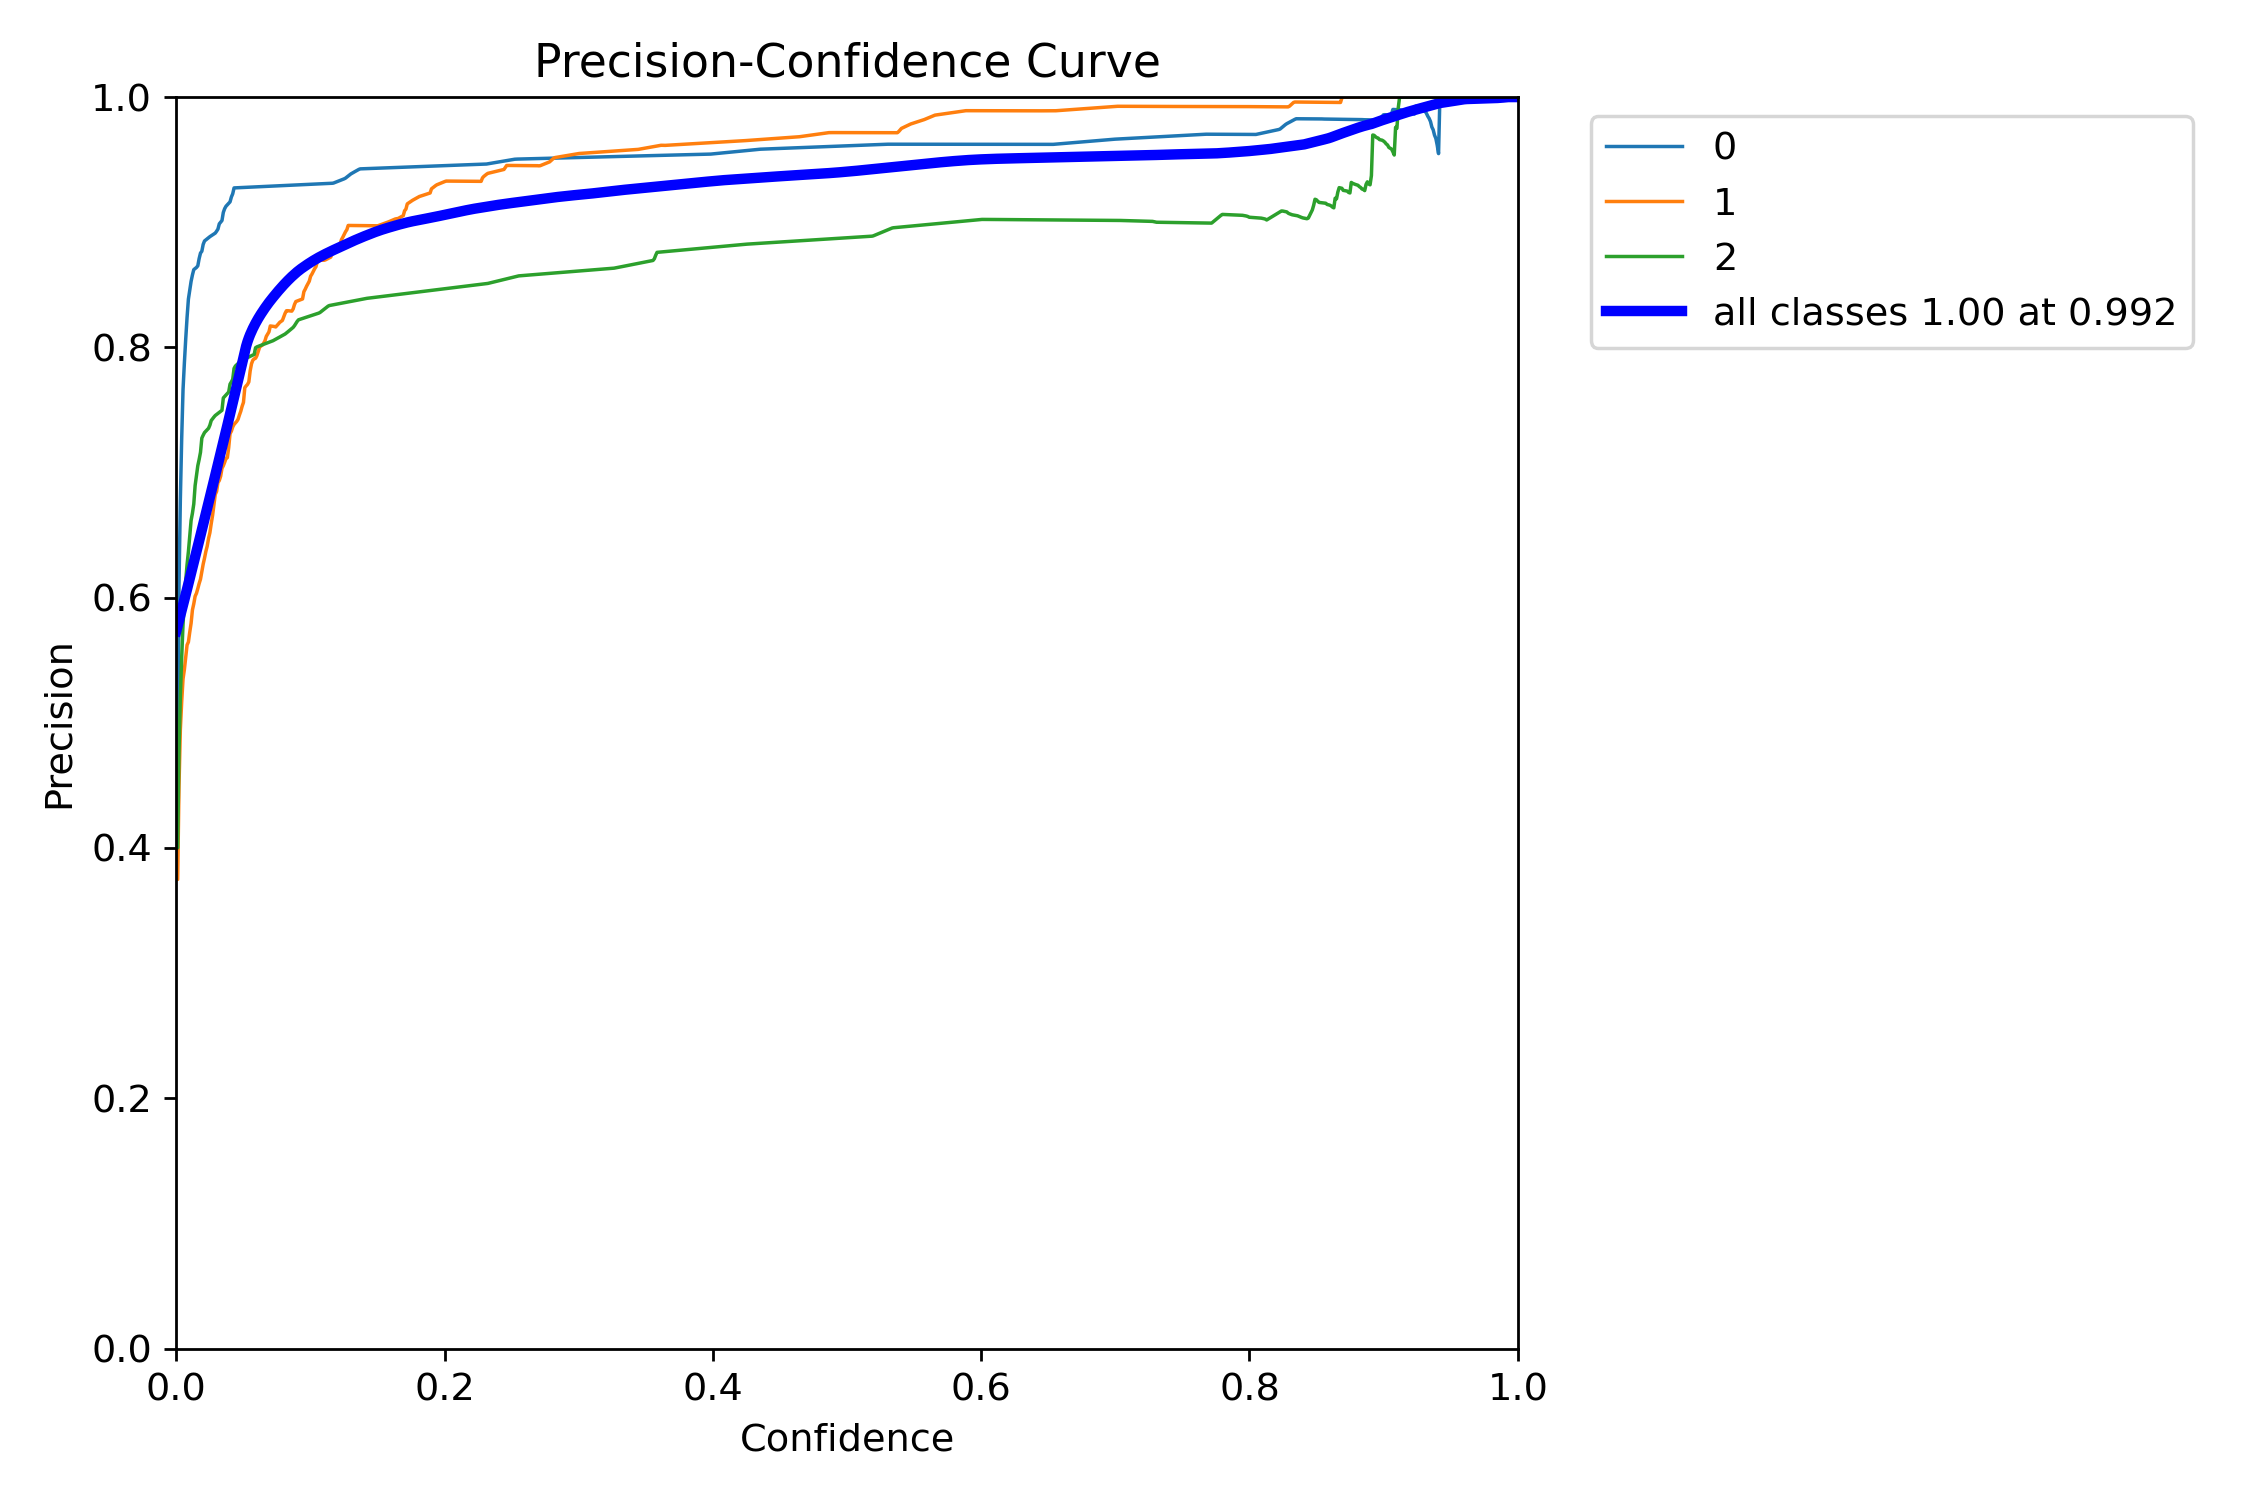 Precision-Confidence Curve
1.0
0.8
0.6
0.4
0.2
0.0
Precision
0.0 0.2 0.4 0.6 0.8 1.0
Confidence
0
1
2
all classes 1.00 at 0.992